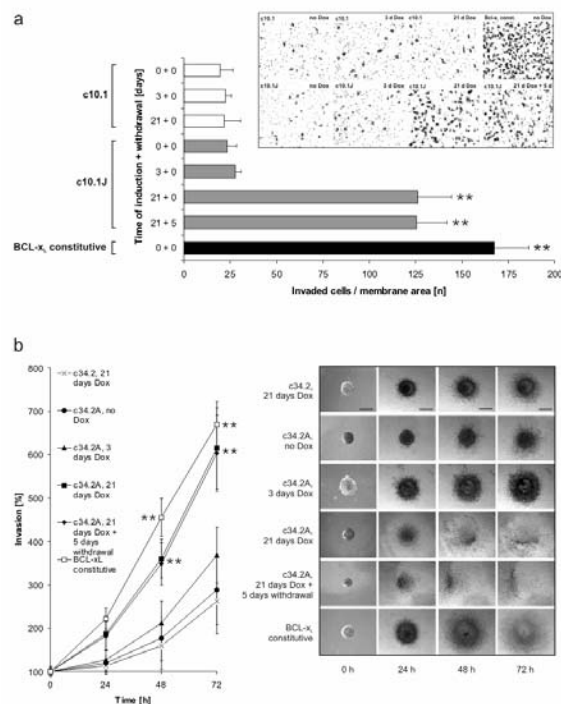 a
c10.1
no Dox
c10.1
3 d Dox
c10.1
21 d Dox
no Dox
c10.1J
no Dox
c10.1J
3 d Dox
c10.1J
21 d Dox
c10.1J
21 d Dox + 5 d
Time of induction + withdrawal [days]
c10.1
0 + 0
3 + 0
21 + 0
c10.1J
0 + 0
3 + 0
21 + 0
**
21 + 5
**
BCL-xL constitutive
0 + 0
**
0 25 50 75 100 125 150 175 200
Invaded cells / membrane area [n]
b
Invasion [%]
800
700
600
500
400
300
200
100
c34.2, 21
days Dox
c34.2A, no
Dox
c34.2A, 3
days Dox
c34.2A, 21
days Dox
c34.2A, 21
days Dox +
5 days
withdrawal
BCL-xL
constitutive
**
**
**
**
0 24 48 72
Time [h]
c34.2,
21 days Dox
c34.2A,
no Dox
c34.2A,
3 days Dox
c34.2A,
21 days Dox
c34.2A,
21 days Dox +
5 days withdrawal
BCL-xL
constitutive
0 h 24 h 48 h 72 h